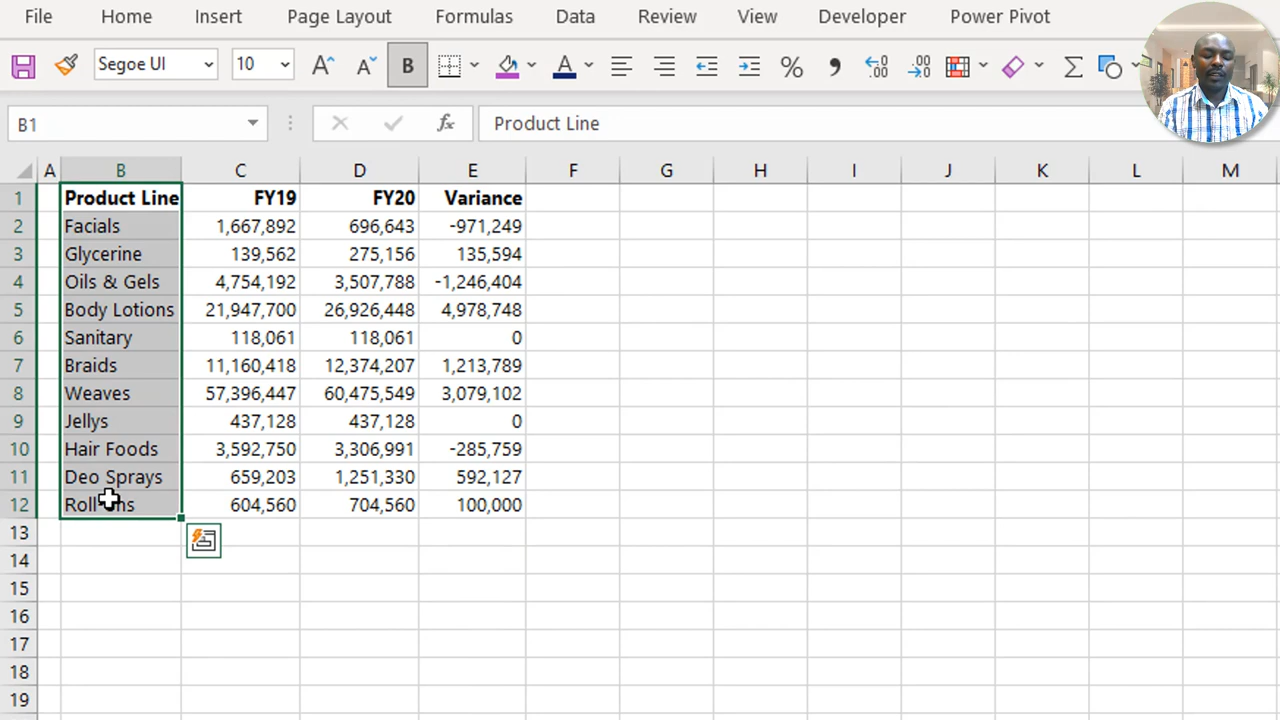 File Home Insert Page Layout Formulas Data Review View Developer Power Pivot
Segoe UI 10 A A B A % , .00 .00
B1 fx Product Line
A B C D E F G H I J K L M
1 Product Line FY19 FY20 Variance
2 Facials 1,667,892 696,643 -971,249
3 Glycerine 139,562 275,156 135,594
4 Oils & Gels 4,754,192 3,507,788 -1,246,404
5 Body Lotions 21,947,700 26,926,448 4,978,748
6 Sanitary 118,061 118,061 0
7 Braids 11,160,418 12,374,207 1,213,789
8 Weaves 57,396,447 60,475,549 3,079,102
9 Jellys 437,128 437,128 0
10 Hair Foods 3,592,750 3,306,991 -285,759
11 Deo Sprays 659,203 1,251,330 592,127
12 604,560 704,560 100,000
13
14
15
16
17
18
19